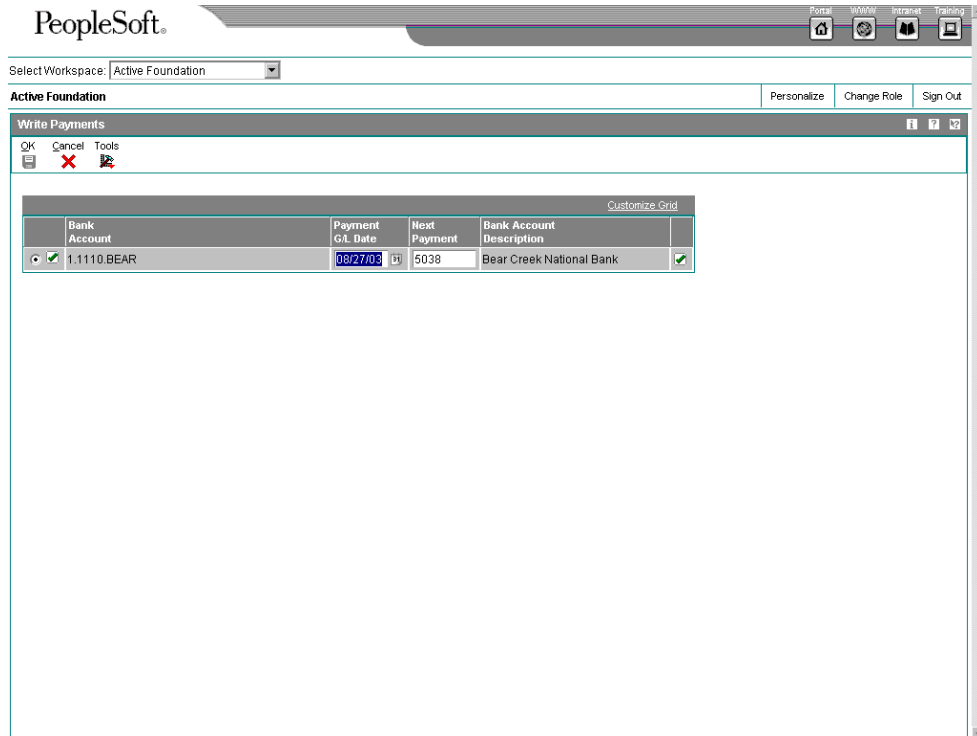 Portal WWW Intranet Training
PeopleSoft.
Select Workspace: Active Foundation
Active Foundation Personalize Change Role Sign Out
Write Payments i ? ?
OK Cancel Tools
Customize Grid
Bank Account Payment G/L Date Next Payment Bank Account Description
1.1110.BEAR 08/27/03 31 5038 Bear Creek National Bank